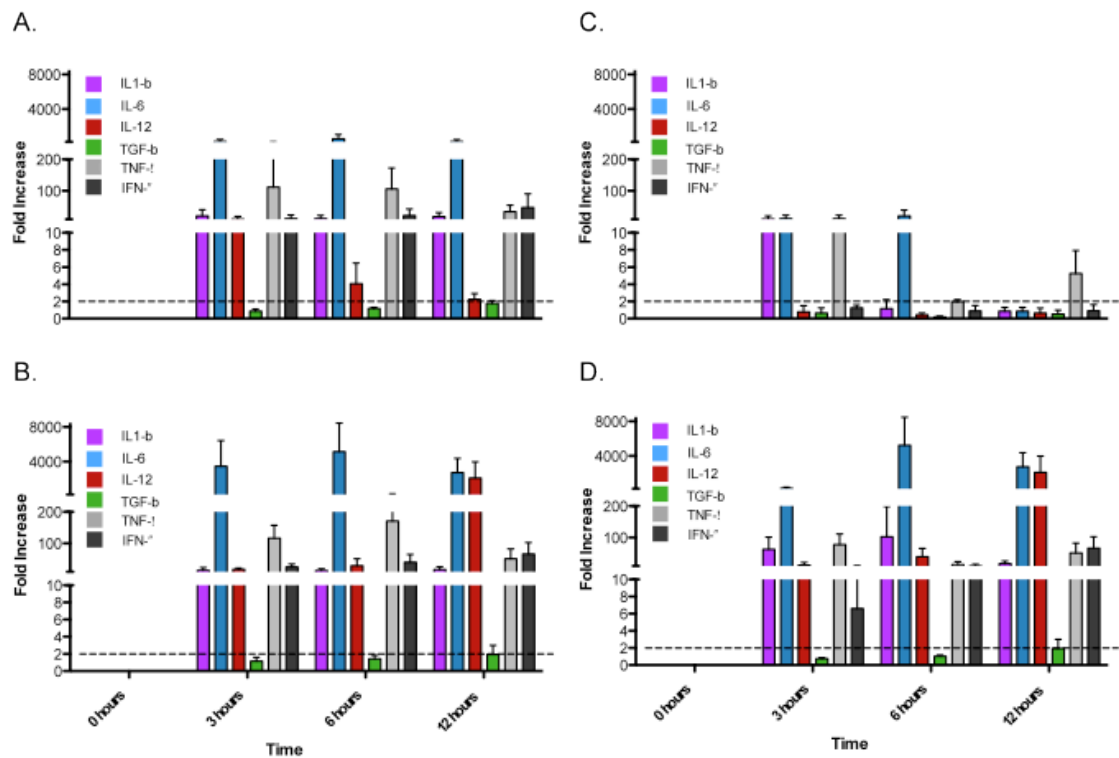 A.
8000
4000
200
100
10
8
6
4
2
0
Fold Increase
IL1-b
IL-6
IL-12
TGF-b
TNF-!
IFN-"
C.
8000
4000
200
100
10
8
6
4
2
0
Fold Increase
IL1-b
IL-6
IL-12
TGF-b
TNF-!
IFN-"
B.
8000
4000
200
100
10
8
6
4
2
0
Fold Increase
IL1-b
IL-6
IL-12
TGF-b
TNF-!
IFN-"
0 hours
3 hours
6 hours
12 hours
Time
D.
8000
4000
200
100
10
8
6
4
2
0
Fold Increase
IL1-b
IL-6
IL-12
TGF-b
TNF-!
IFN-"
0 hours
3 hours
6 hours
12 hours
Time